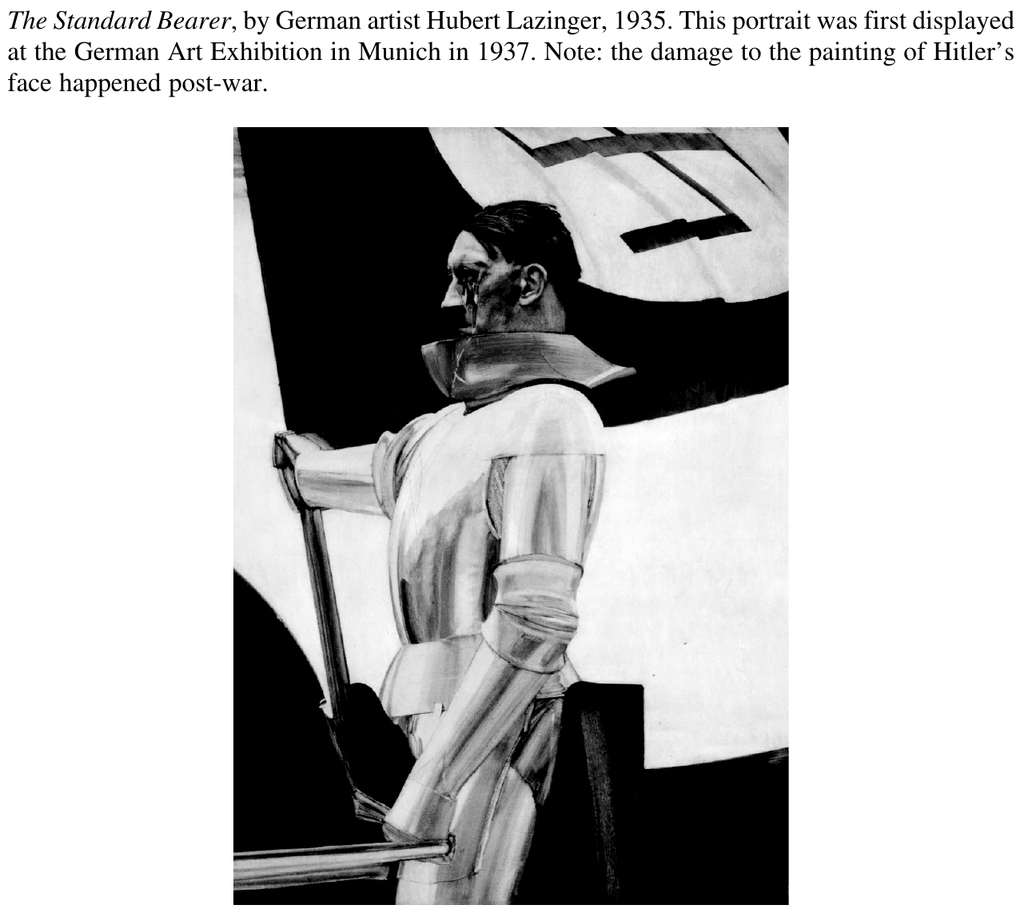 The Standard Bearer, by German artist Hubert Lazinger, 1935. This portrait was first displayed
at the German Art Exhibition in Munich in 1937. Note: the damage to the painting of Hitler’s
face happened post-war.